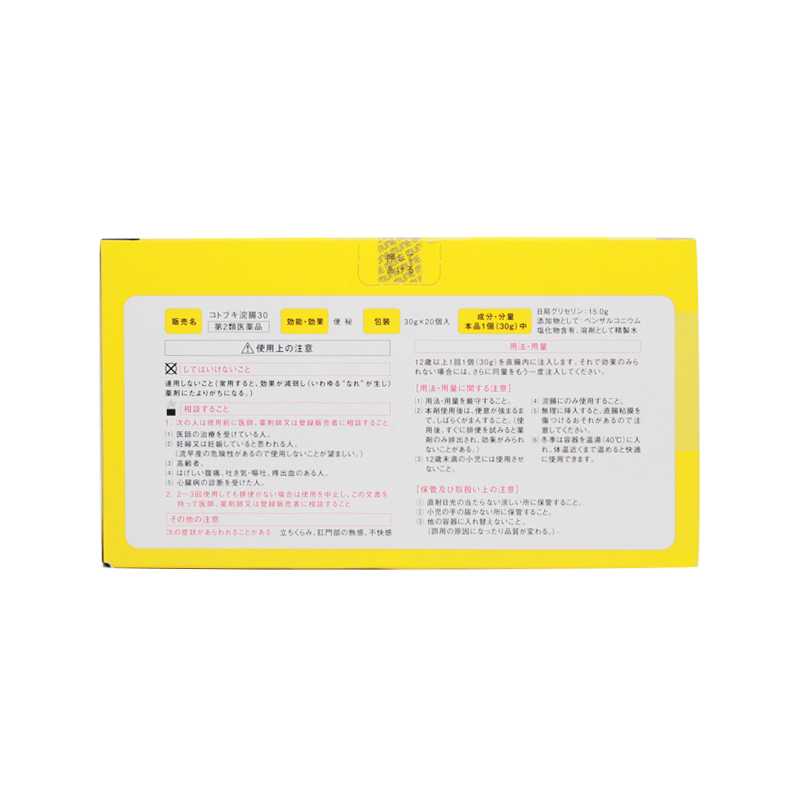 押して
あける
販売名
コトブキ浣腸30
第2類医薬品
効能・効果
便 秘
包装
30g×20個入
成分・分量
本品1個(30g)中
日局グリセリン:15.0g
添加物として:ベンザルコニウム
塩化物含有、溶剤として精製水
使用上の注意
してはいけないこと
連用しないこと(常用すると、効果が減弱し(いわゆる“なれ”が生じ)
薬剤にたよりがちになる。)
相談すること
1. 次の人は使用前に医師、薬剤師又は登録販売者に相談すること
(1) 医師の治療を受けている人。
(2) 妊婦又は妊娠していると思われる人。
(流早産の危険性があるので使用しないことが望ましい。)
(3) 高齢者。
(4) はげしい腹痛、吐き気・嘔吐、痔出血のある人。
(5) 心臓病の診断を受けた人。
2. 2〜3回使用しても排便がない場合は使用を中止し、この文書を
持って医師、薬剤師又は登録販売者に相談すること
その他の注意
次の症状があらわれることがある 立ちくらみ、肛門部の熱感、不快感
用法・用量
12歳以上1回1個(30g)を直腸内に注入します。それで効果のみら
れない場合には、さらに同量をもう一度注入してください。
[用法・用量に関する注意]
(1) 用法・用量を厳守すること。
(2) 本剤使用後は、便意が強まるま
で、しばらくがまんすること。(使
用後、すぐに排便を試みると薬
剤のみ排出され、効果がみられ
ないことがある。)
(3) 12歳未満の小児には使用させ
ないこと。
(4) 浣腸にのみ使用すること。
(5) 無理に挿入すると、直腸粘膜を
傷つけるおそれがあるので注
意してください。
(6) 冬季は容器を温湯(40℃)に入
れ、体温近くまで温めると快適
に使用できます。
[保管及び取扱い上の注意]
① 直射日光の当たらない涼しい所に保管すること。
② 小児の手の届かない所に保管すること。
③ 他の容器に入れ替えないこと。
(誤用の原因になったり品質が変わる。)